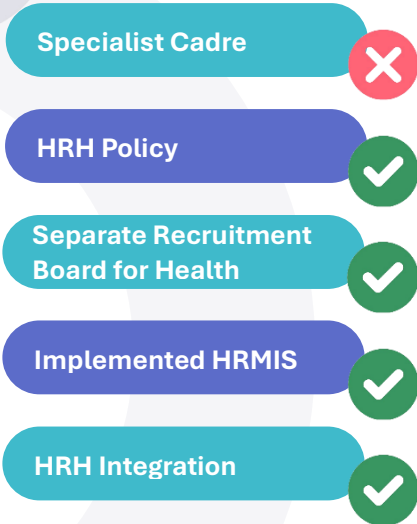 Specialist Cadre
HRH Policy
Separate Recruitment
Board for Health
Implemented HRMIS
HRH Integration